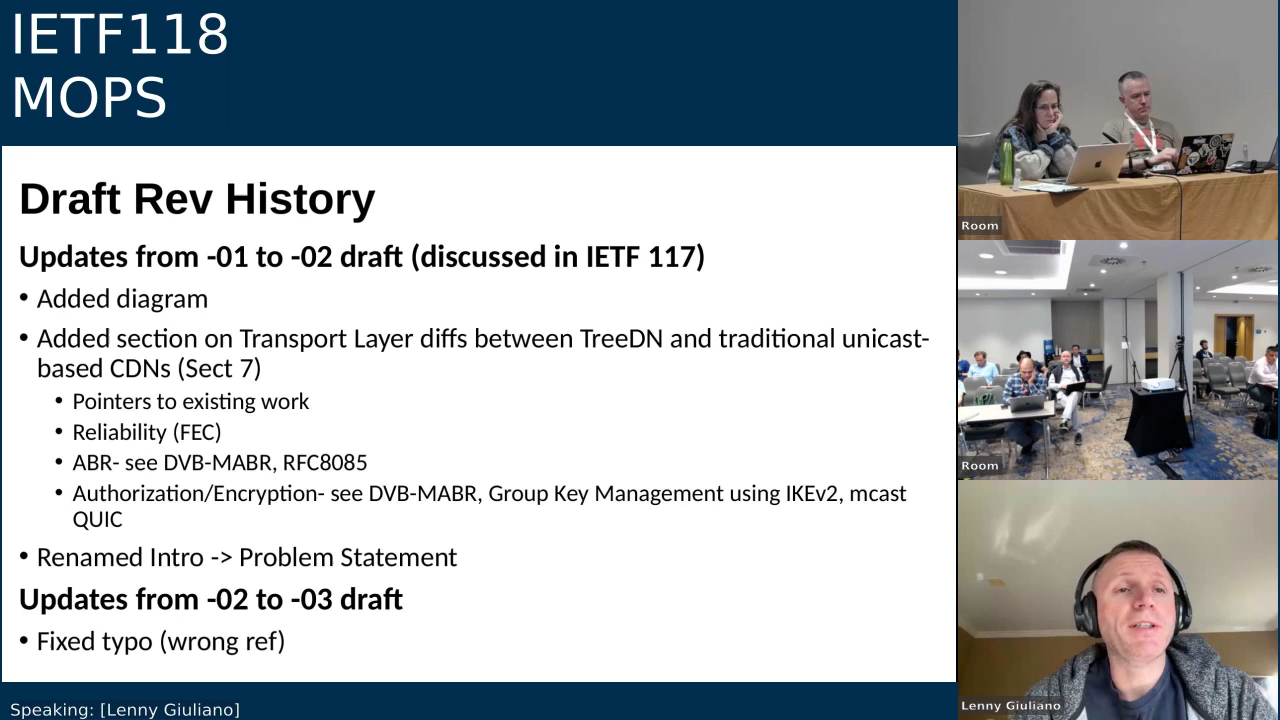 IETF118
MOPS
Draft Rev History
Updates from -01 to -02 draft (discussed in IETF 117)
• Added diagram
• Added section on Transport Layer diffs between TreeDN and traditional unicast-
based CDNs (Sect 7)
• Pointers to existing work
• Reliability (FEC)
• ABR- see DVB-MABR, RFC8085
• Authorization/Encryption- see DVB-MABR, Group Key Management using IKEv2, mcast
QUIC
• Renamed Intro -> Problem Statement
Updates from -02 to -03 draft
• Fixed typo (wrong ref)
Speaking: [Lenny Giuliano]
Room
Room
Lenny Giuliano